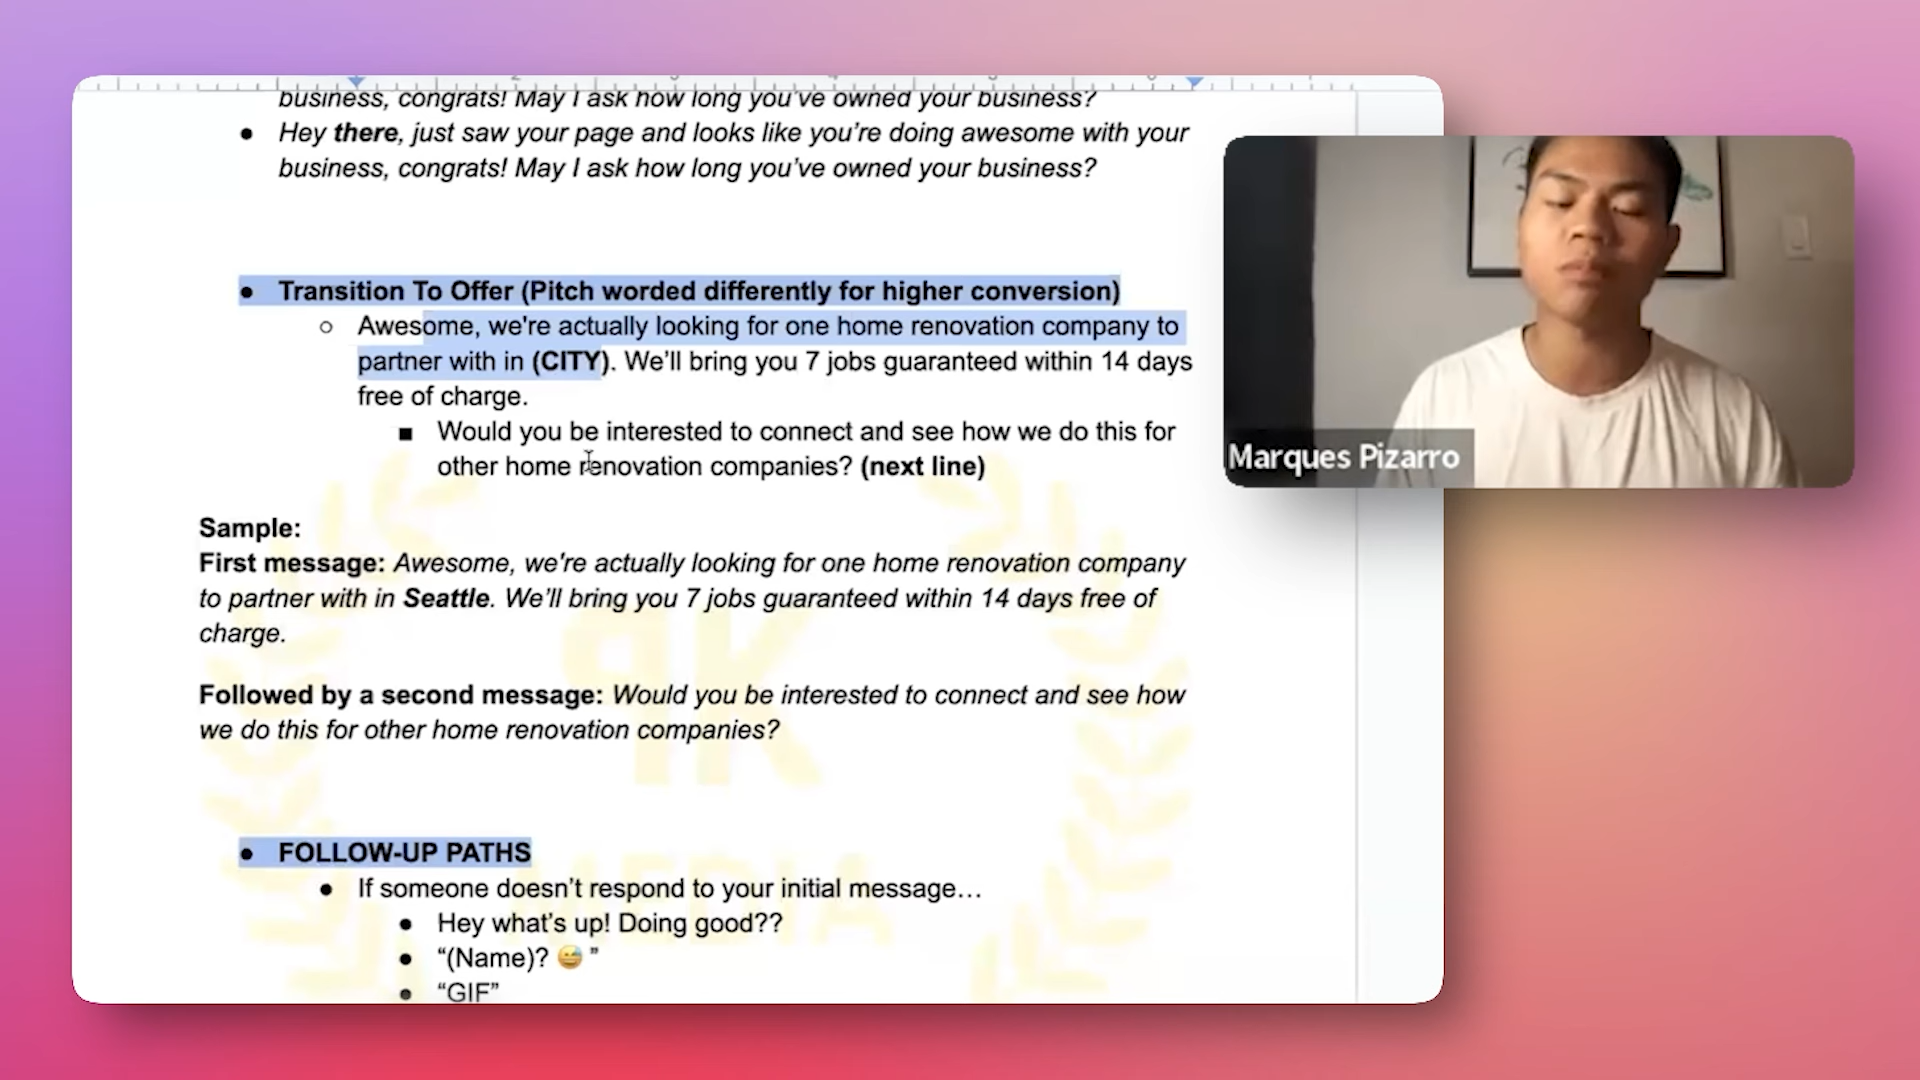 business, congrats! May I ask how long you've owned your business?
● Hey there, just saw your page and looks like you're doing awesome with your
business, congrats! May I ask how long you've owned your business?
● Transition To Offer (Pitch worded differently for higher conversion)
○ Awesome, we're actually looking for one home renovation company to
partner with in (CITY). We'll bring you 7 jobs guaranteed within 14 days
free of charge.
■ Would you be interested to connect and see how we do this for
other home renovation companies? (next line)
Sample:
First message: Awesome, we're actually looking for one home renovation company
to partner with in Seattle. We'll bring you 7 jobs guaranteed within 14 days free of
charge.
Followed by a second message: Would you be interested to connect and see how
we do this for other home renovation companies?
● FOLLOW-UP PATHS
● If someone doesn't respond to your initial message…
● Hey what's up! Doing good??
● “(Name)? 😅 ”
● “GIF”
PK
MEDIA
Marques Pizarro